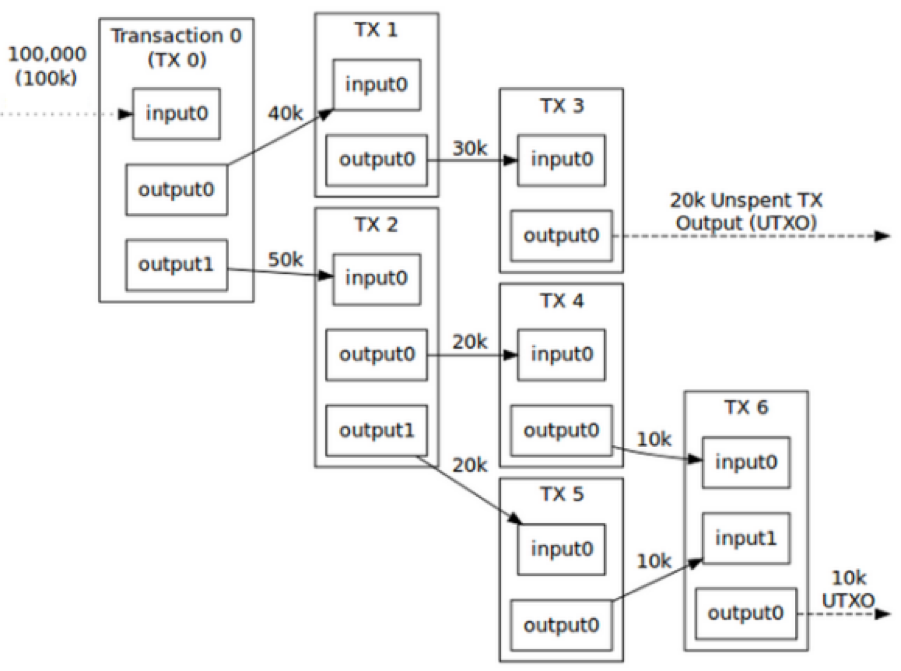 100,000
(100k)
Transaction 0
(TX 0)
input0
output0
output1
40k
50k
TX 1
input0
output0
30k
TX 2
input0
output0
output1
20k
20k
TX 3
input0
output0
20k Unspent TX
Output (UTXO)
TX 4
input0
output0
10k
TX 5
input0
output0
10k
TX 6
input0
input1
output0
10k
UTXO